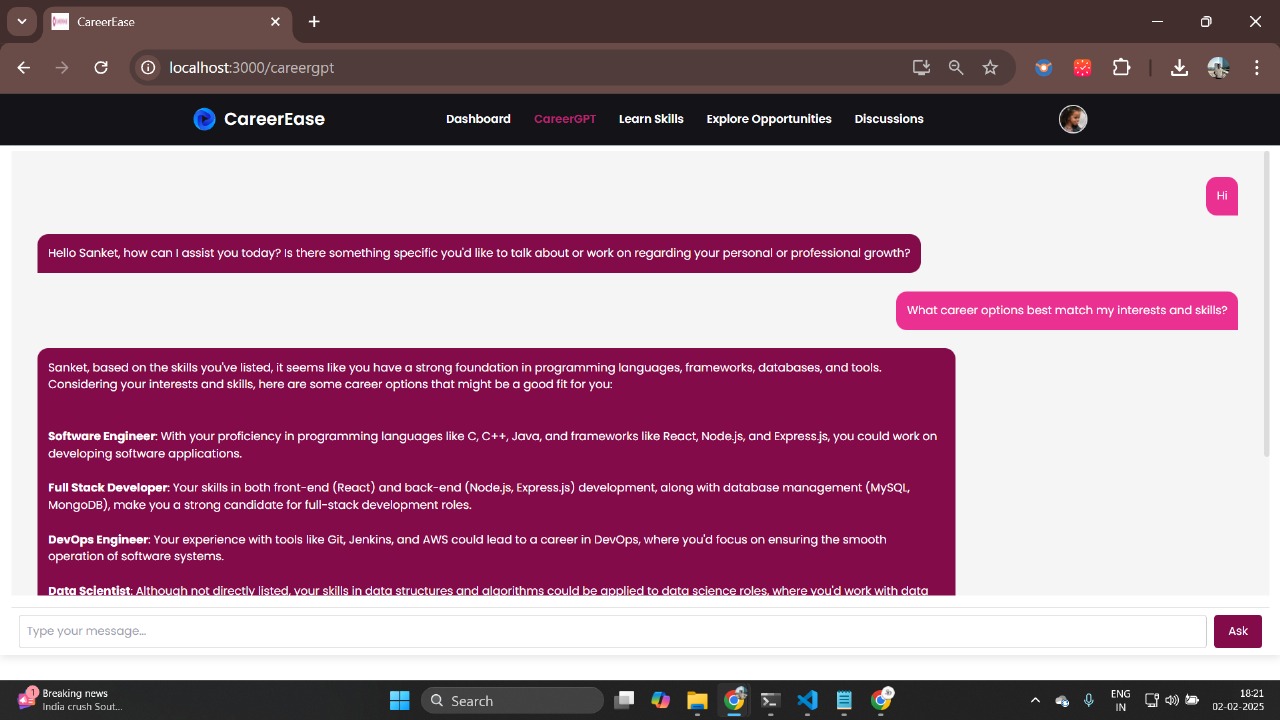 CareerEase
localhost:3000/careergpt
CareerEase
Dashboard
CareerGPT
Learn Skills
Explore Opportunities
Discussions
Hi
Hello Sanket, how can I assist you today? Is there something specific you'd like to talk about or work on regarding your personal or professional growth?
What career options best match my interests and skills?
Sanket, based on the skills you've listed, it seems like you have a strong foundation in programming languages, frameworks, databases, and tools.
Considering your interests and skills, here are some career options that might be a good fit for you:
Software Engineer: With your proficiency in programming languages like C, C++, Java, and frameworks like React, Node.js, and Express.js, you could work on
developing software applications.
Full Stack Developer: Your skills in both front-end (React) and back-end (Node.js, Express.js) development, along with database management (MySQL,
MongoDB), make you a strong candidate for full-stack development roles.
DevOps Engineer: Your experience with tools like Git, Jenkins, and AWS could lead to a career in DevOps, where you'd focus on ensuring the smooth
operation of software systems.
Data Scientist: Although not directly listed, your skills in data structures and algorithms could be applied to data science roles, where you'd work with data
Type your message...
Ask
1
Breaking news
India crush Sout...
Search
ENG
IN
18:21
02-02-2025